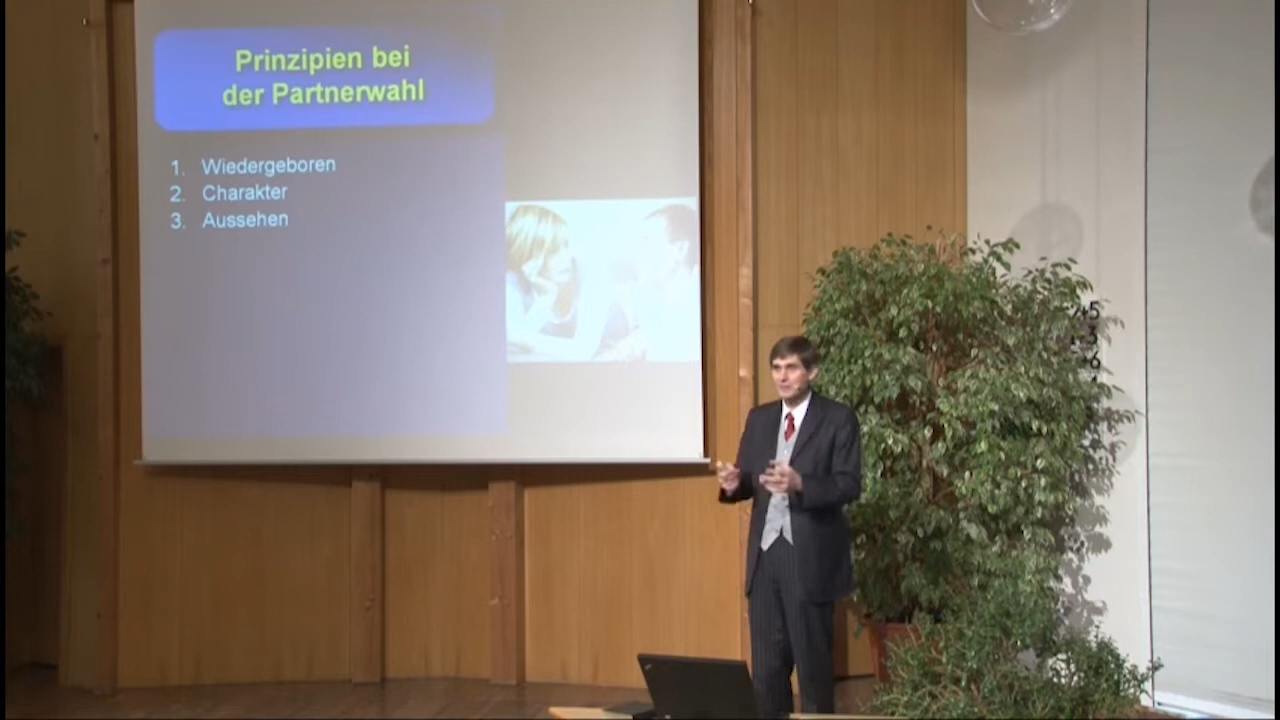 Prinzipien bei
der Partnerwahl
1. Wiedergeboren
2. Charakter
3. Aussehen